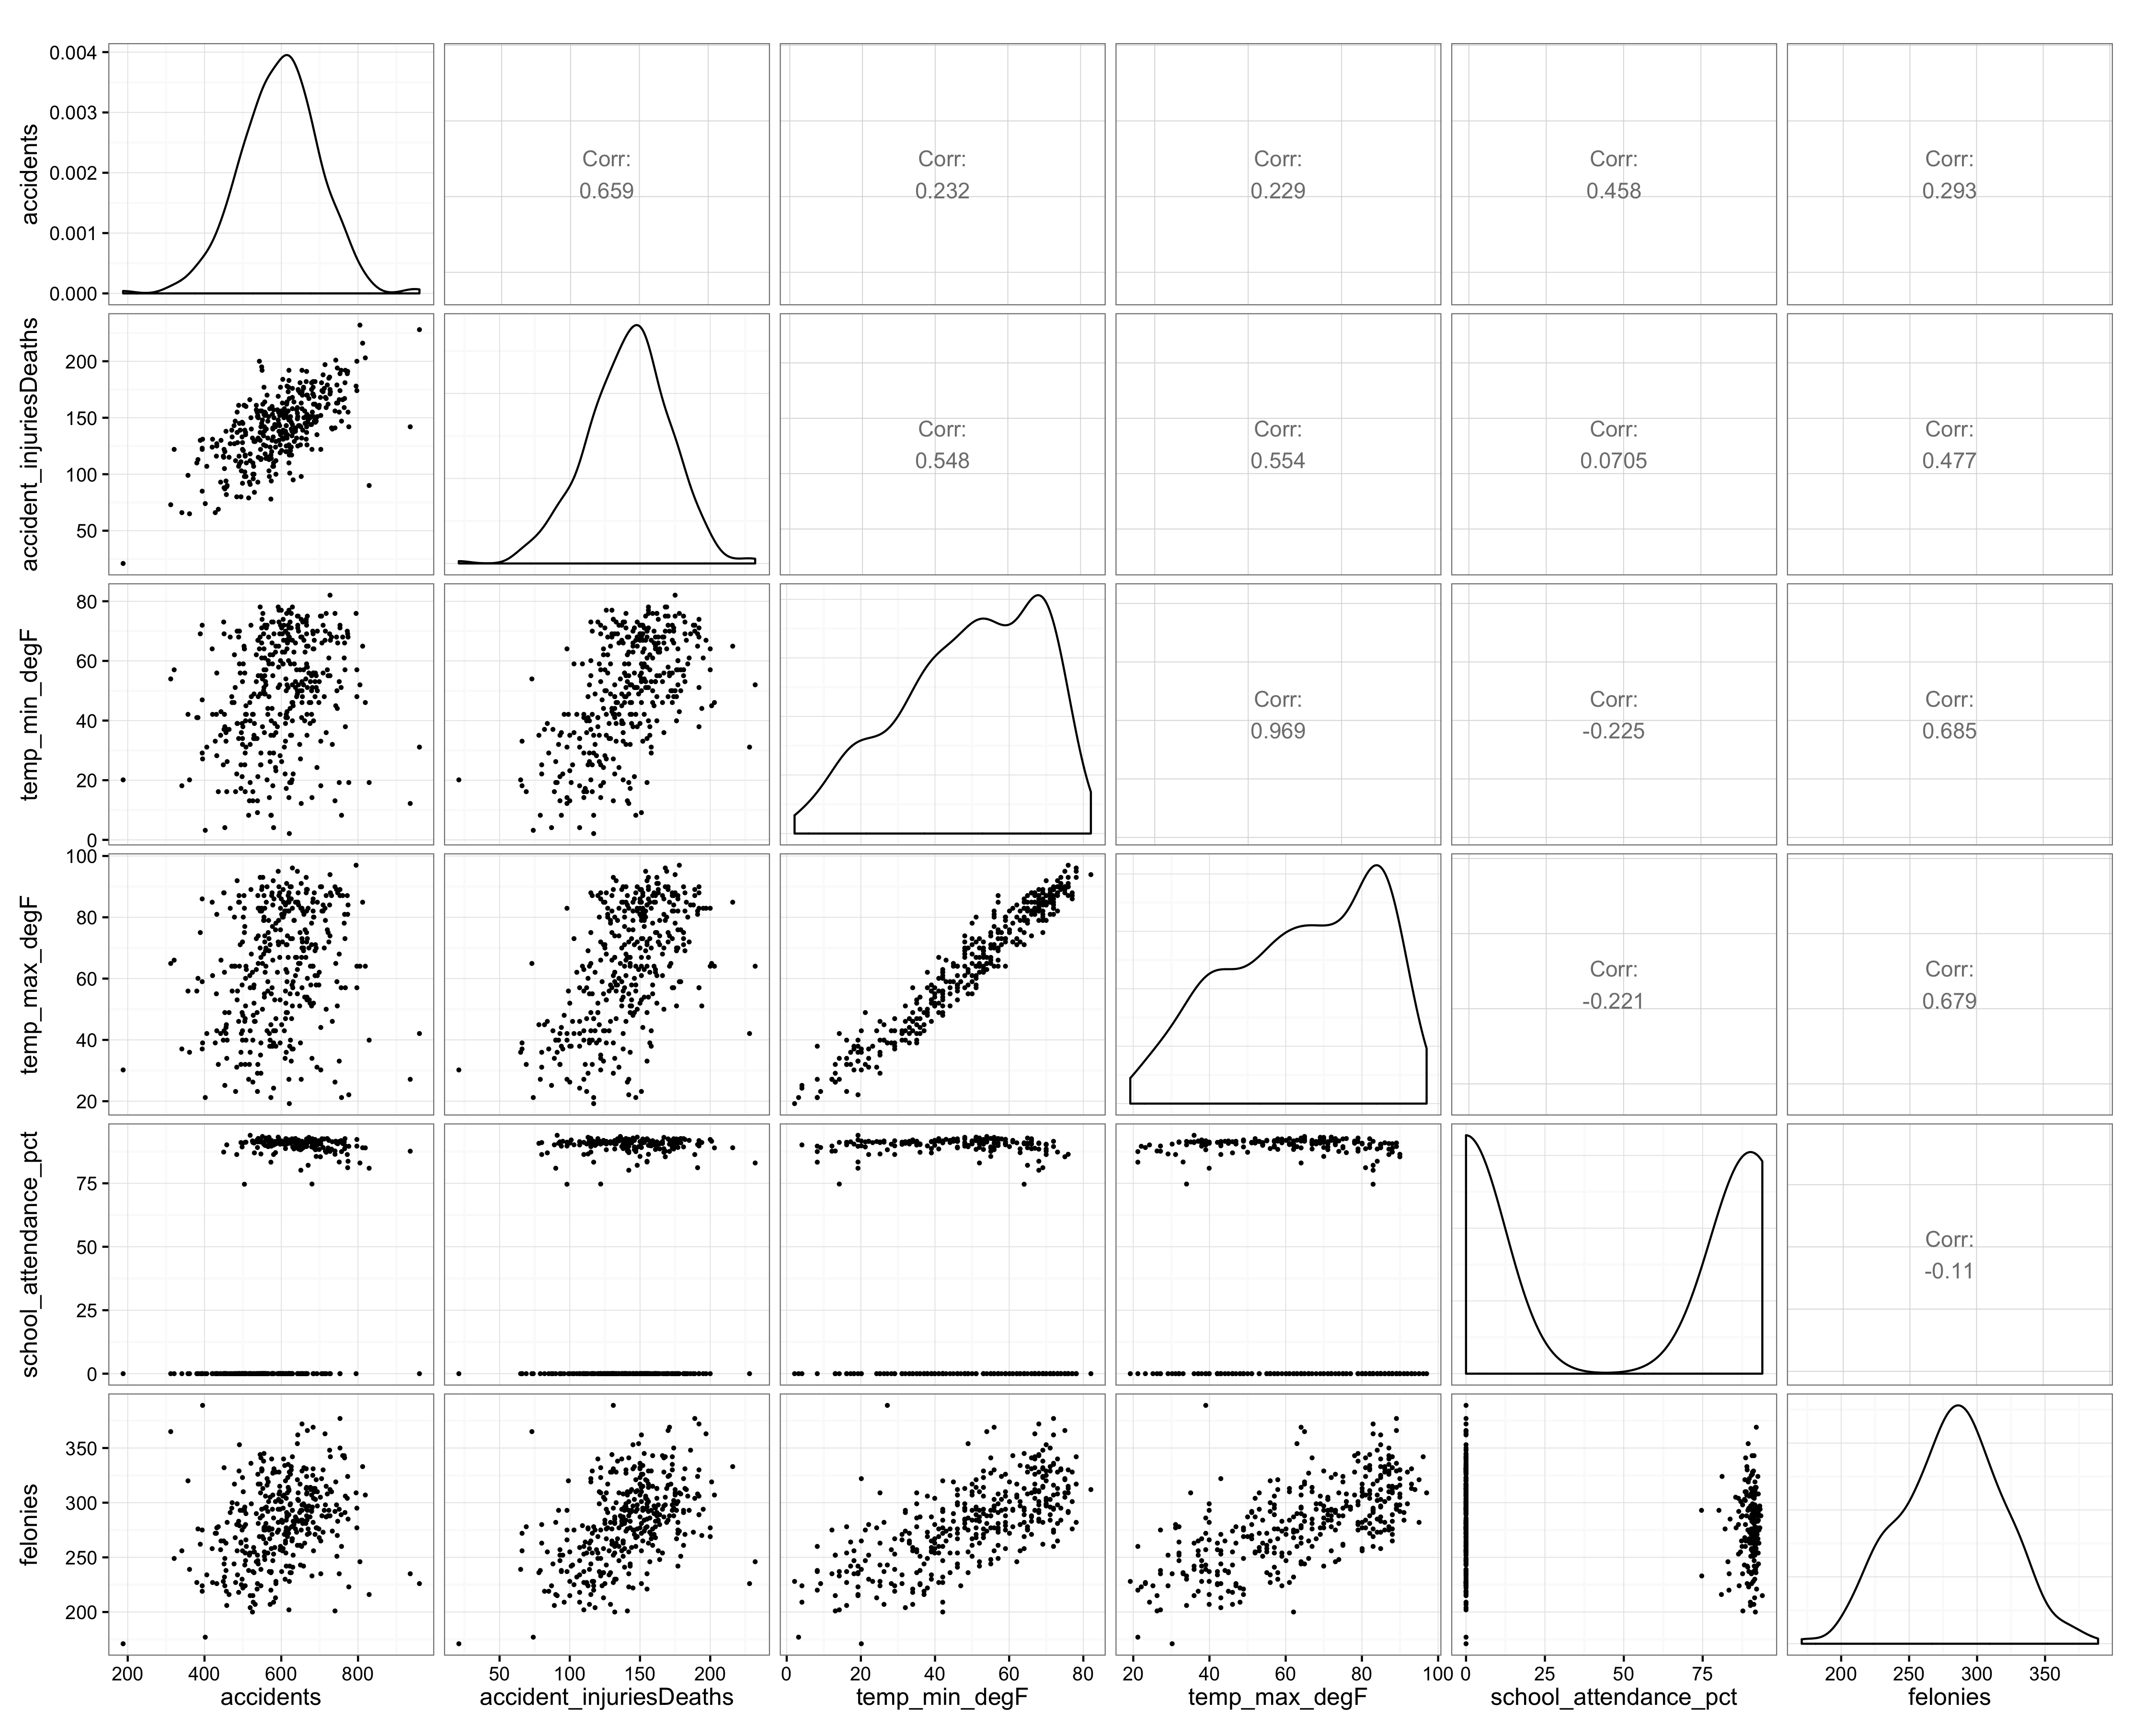 accidents
0.004
0.003
0.002
0.001
0.000
Corr:
0.659
Corr:
0.232
Corr:
0.229
Corr:
0.458
Corr:
0.293
accident_injuriesDeaths
200
150
100
50
Corr:
0.548
Corr:
0.554
Corr:
0.0705
Corr:
0.477
temp_min_degF
80
60
40
20
0
Corr:
0.969
Corr:
-0.225
Corr:
0.685
temp_max_degF
100
80
60
40
20
Corr:
-0.221
Corr:
0.679
school_attendance_pct
75
50
25
0
Corr:
-0.11
felonies
350
300
250
200
200 400 600 800
50 100 150 200
0 20 40 60 80
20 40 60 80 100
0 25 50 75
200 250 300 350
accidents
accident_injuriesDeaths
temp_min_degF
temp_max_degF
school_attendance_pct
felonies